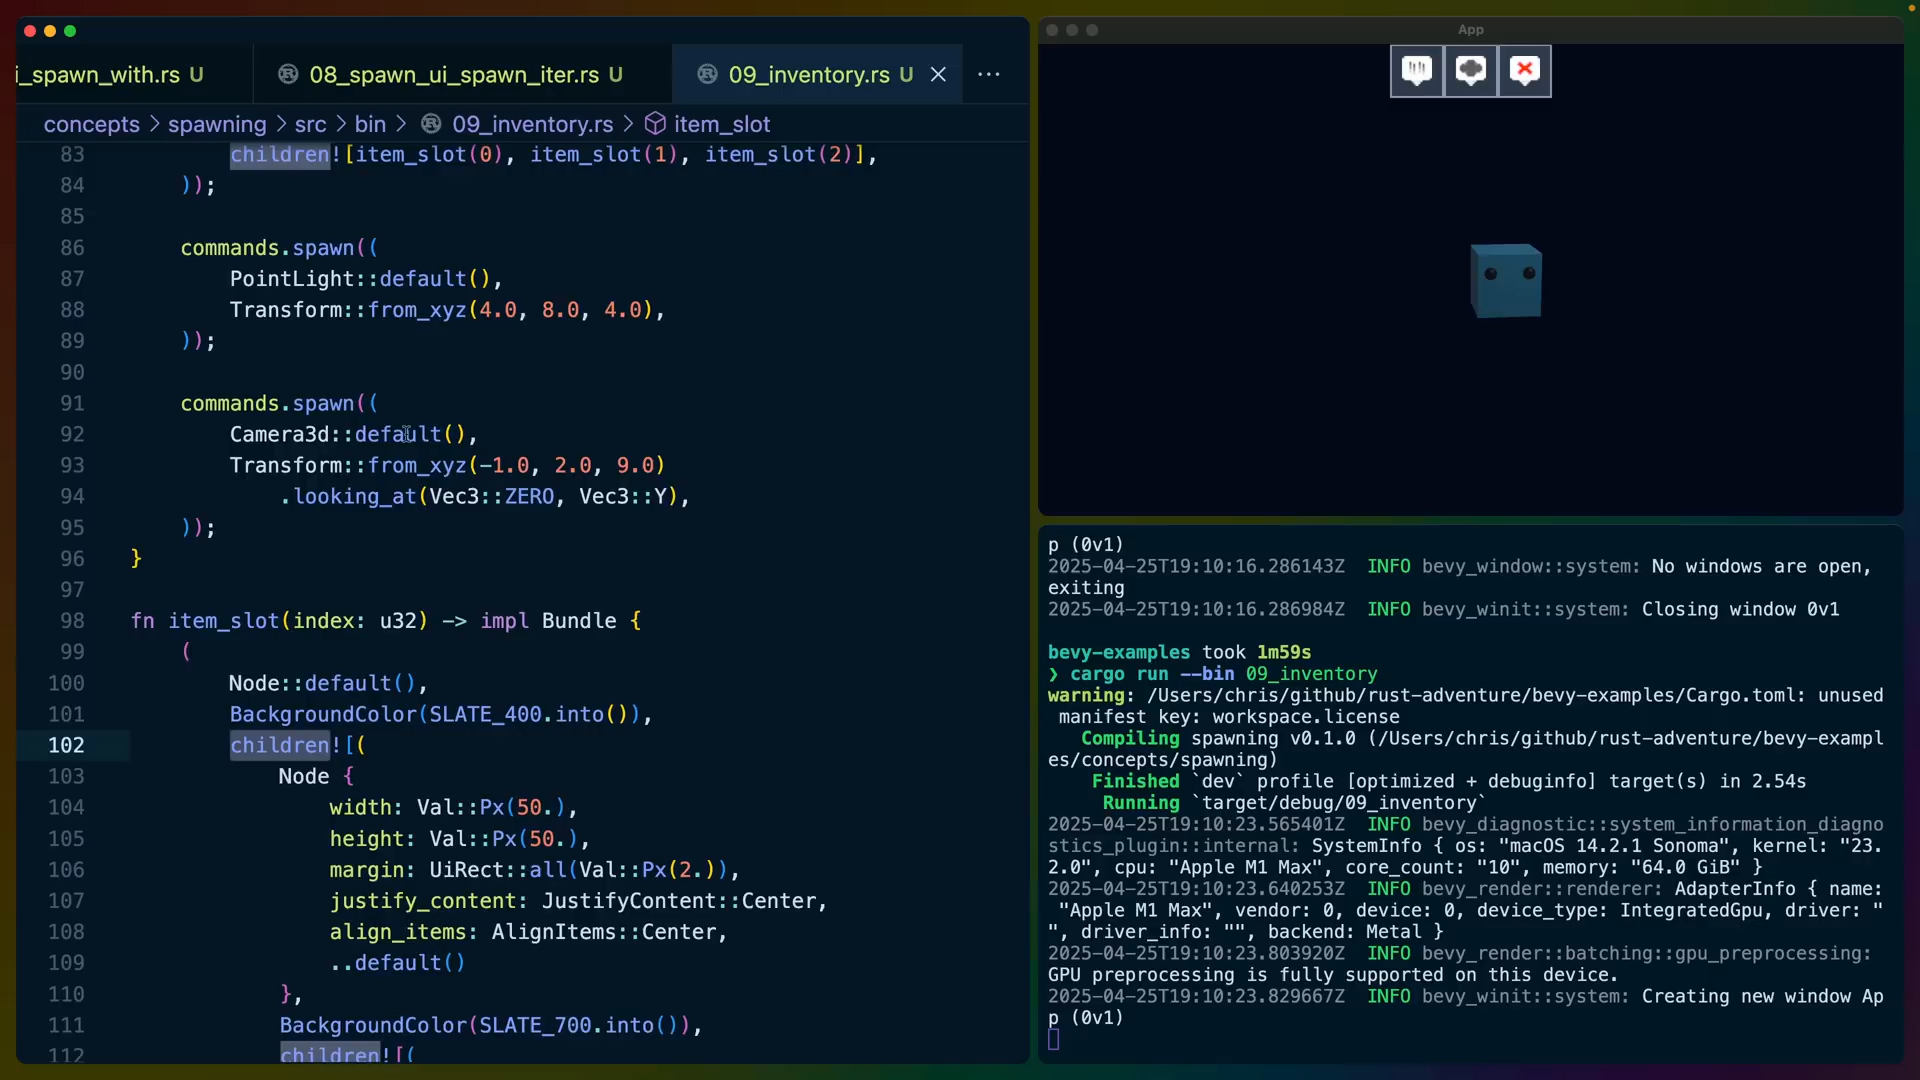 i_spawn_with.rs U
08_spawn_ui_spawn_iter.rs U
09_inventory.rs U
concepts > spawning > src > bin > 09_inventory.rs > item_slot
83 children![item_slot(0), item_slot(1), item_slot(2)],
84 ));
85
86 commands.spawn((
87 PointLight::default(),
88 Transform::from_xyz(4.0, 8.0, 4.0),
89 ));
90
91 commands.spawn((
92 Camera3d::default(),
93 Transform::from_xyz(-1.0, 2.0, 9.0)
94 .looking_at(Vec3::ZERO, Vec3::Y),
95 ));
96 }
97
98 fn item_slot(index: u32) -> impl Bundle {
99 (
100 Node::default(),
101 BackgroundColor(SLATE_400.into()),
102 children![(
103 Node {
104 width: Val::Px(50.),
105 height: Val::Px(50.),
106 margin: UiRect::all(Val::Px(2.)),
107 justify_content: JustifyContent::Center,
108 align_items: AlignItems::Center,
109 ..default()
110 },
111 BackgroundColor(SLATE_700.into()),
112 children![(
App
p (0v1)
2025-04-25T19:10:16.286143Z INFO bevy_window::system: No windows are open,
exiting
2025-04-25T19:10:16.286984Z INFO bevy_winit::system: Closing window 0v1
bevy-examples took 1m59s
❯ cargo run --bin 09_inventory
warning: /Users/chris/github/rust-adventure/bevy-examples/Cargo.toml: unused
manifest key: workspace.license
Compiling spawning v0.1.0 (/Users/chris/github/rust-adventure/bevy-exampl
es/concepts/spawning)
Finished `dev` profile [optimized + debuginfo] target(s) in 2.54s
Running `target/debug/09_inventory`
2025-04-25T19:10:23.565401Z INFO bevy_diagnostic::system_information_diagno
stics_plugin::internal: SystemInfo { os: "macOS 14.2.1 Sonoma", kernel: "23.
2.0", cpu: "Apple M1 Max", core_count: "10", memory: "64.0 GiB" }
2025-04-25T19:10:23.640253Z INFO bevy_render::renderer: AdapterInfo { name:
"Apple M1 Max", vendor: 0, device: 0, device_type: IntegratedGpu, driver: "
", driver_info: "", backend: Metal }
2025-04-25T19:10:23.803920Z INFO bevy_render::batching::gpu_preprocessing:
GPU preprocessing is fully supported on this device.
2025-04-25T19:10:23.829667Z INFO bevy_winit::system: Creating new window Ap
p (0v1)